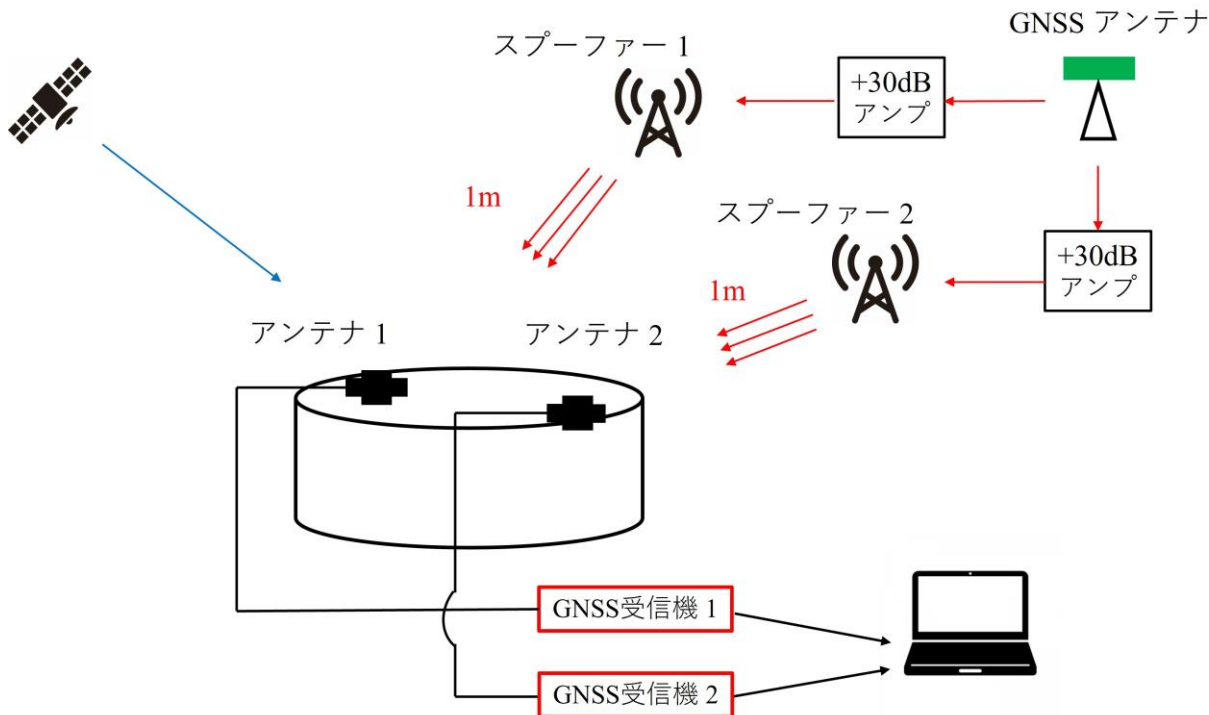 GNSS アンテナ
スプーファー 1
+30dB
アンプ
1m
スプーファー 2
+30dB
アンプ
1m
アンテナ 1
アンテナ 2
GNSS受信機 1
GNSS受信機 2